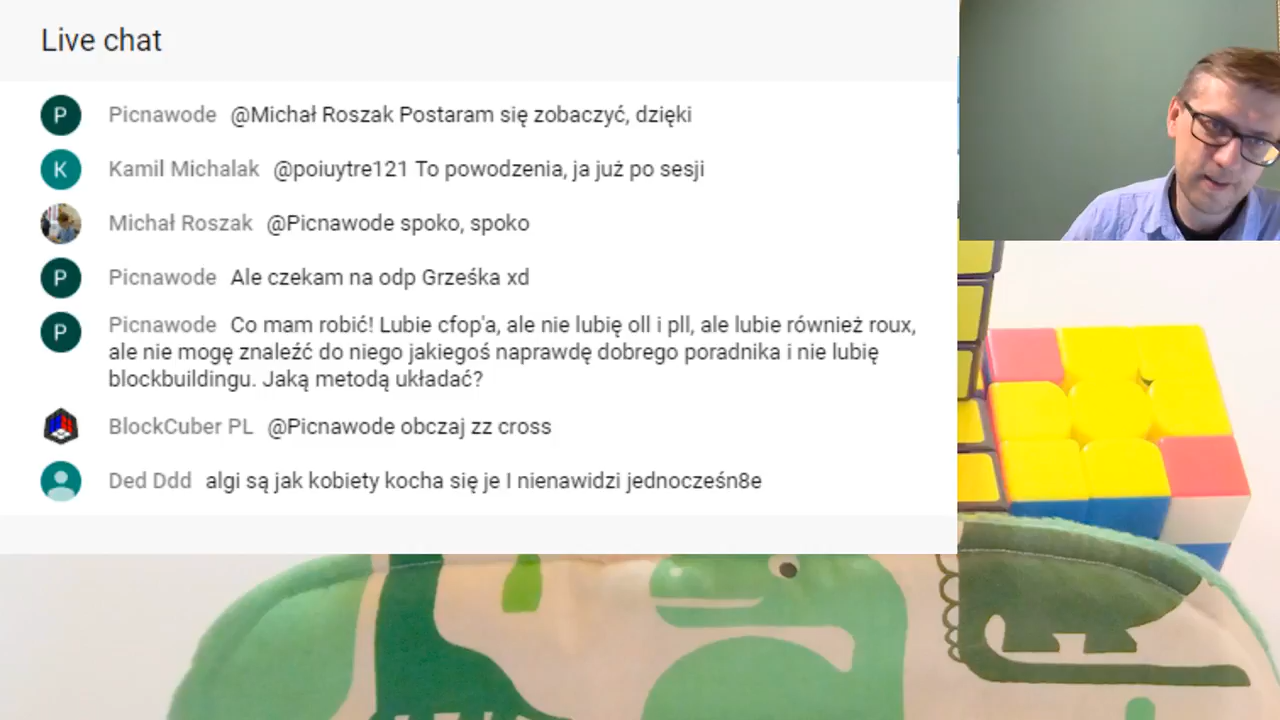 Live chat
P Picnawode @Michał Roszak Postaram się zobaczyć, dzięki
K Kamil Michalak @poiuytre121 To powodzenia, ja już po sesji
Michał Roszak @Picnawode spoko, spoko
P Picnawode Ale czekam na odp Grześka xd
P Picnawode Co mam robić! Lubie cfop'a, ale nie lubię oll i pll, ale lubie również roux,
ale nie mogę znaleźć do niego jakiegoś naprawdę dobrego poradnika i nie lubię
blockbuildingu. Jaką metodą układać?
BlockCuber PL @Picnawode obczaj zz cross
Ded Ddd algi są jak kobiety kocha się je I nienawidzi jednocześn8e